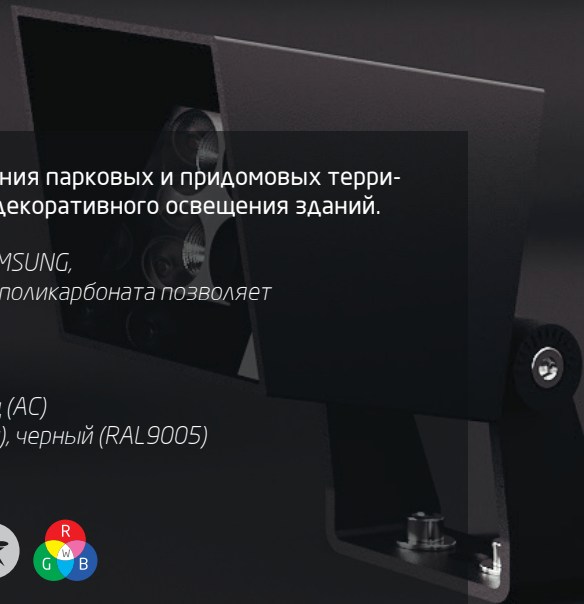 ния парковых и придомовых терри-
декоративного освещения зданий.
MSUNG,
поликарбоната позволяет
(AC)
), черный (RAL9005)
R
W
G B